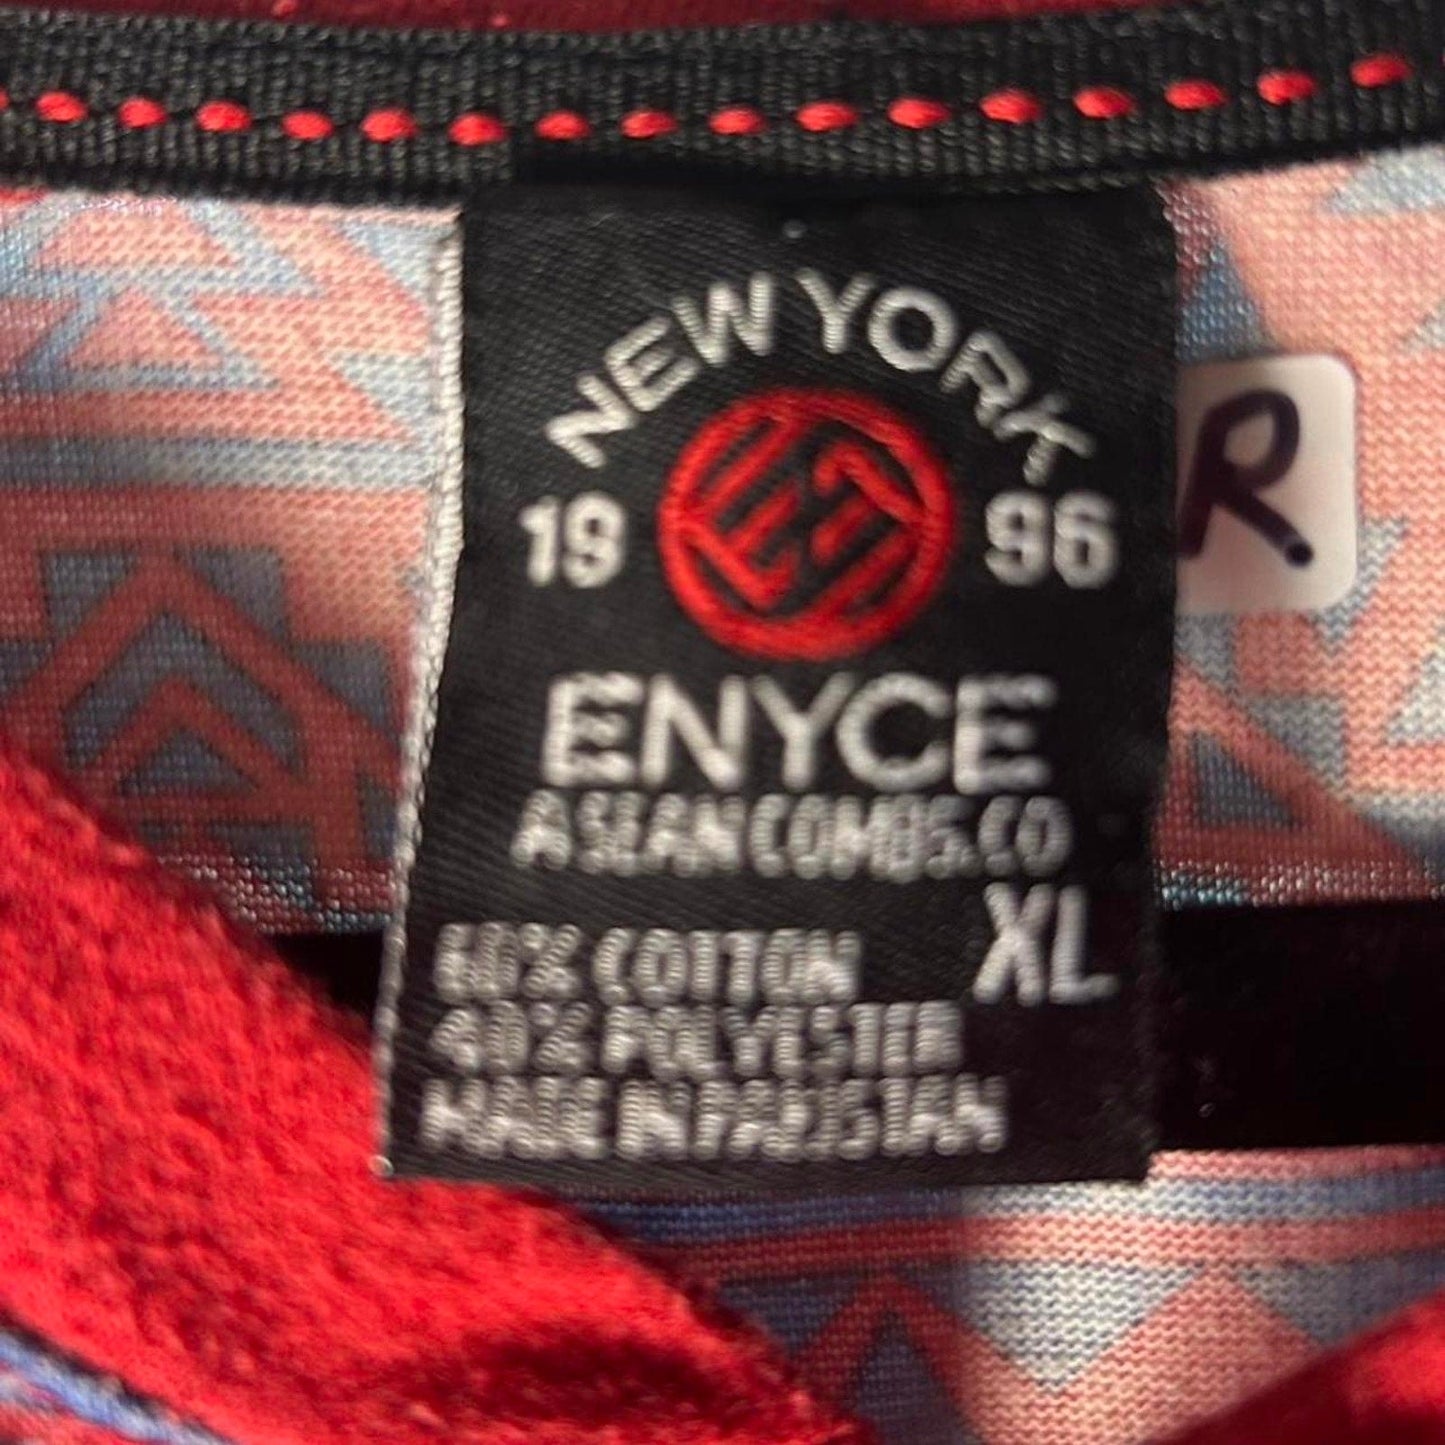 NEW YORK
19 96
R
ENYCE
A SEAN COMBS.CO
XL
60% COTTON
40% POLYESTER
MADE IN PAKISTAN